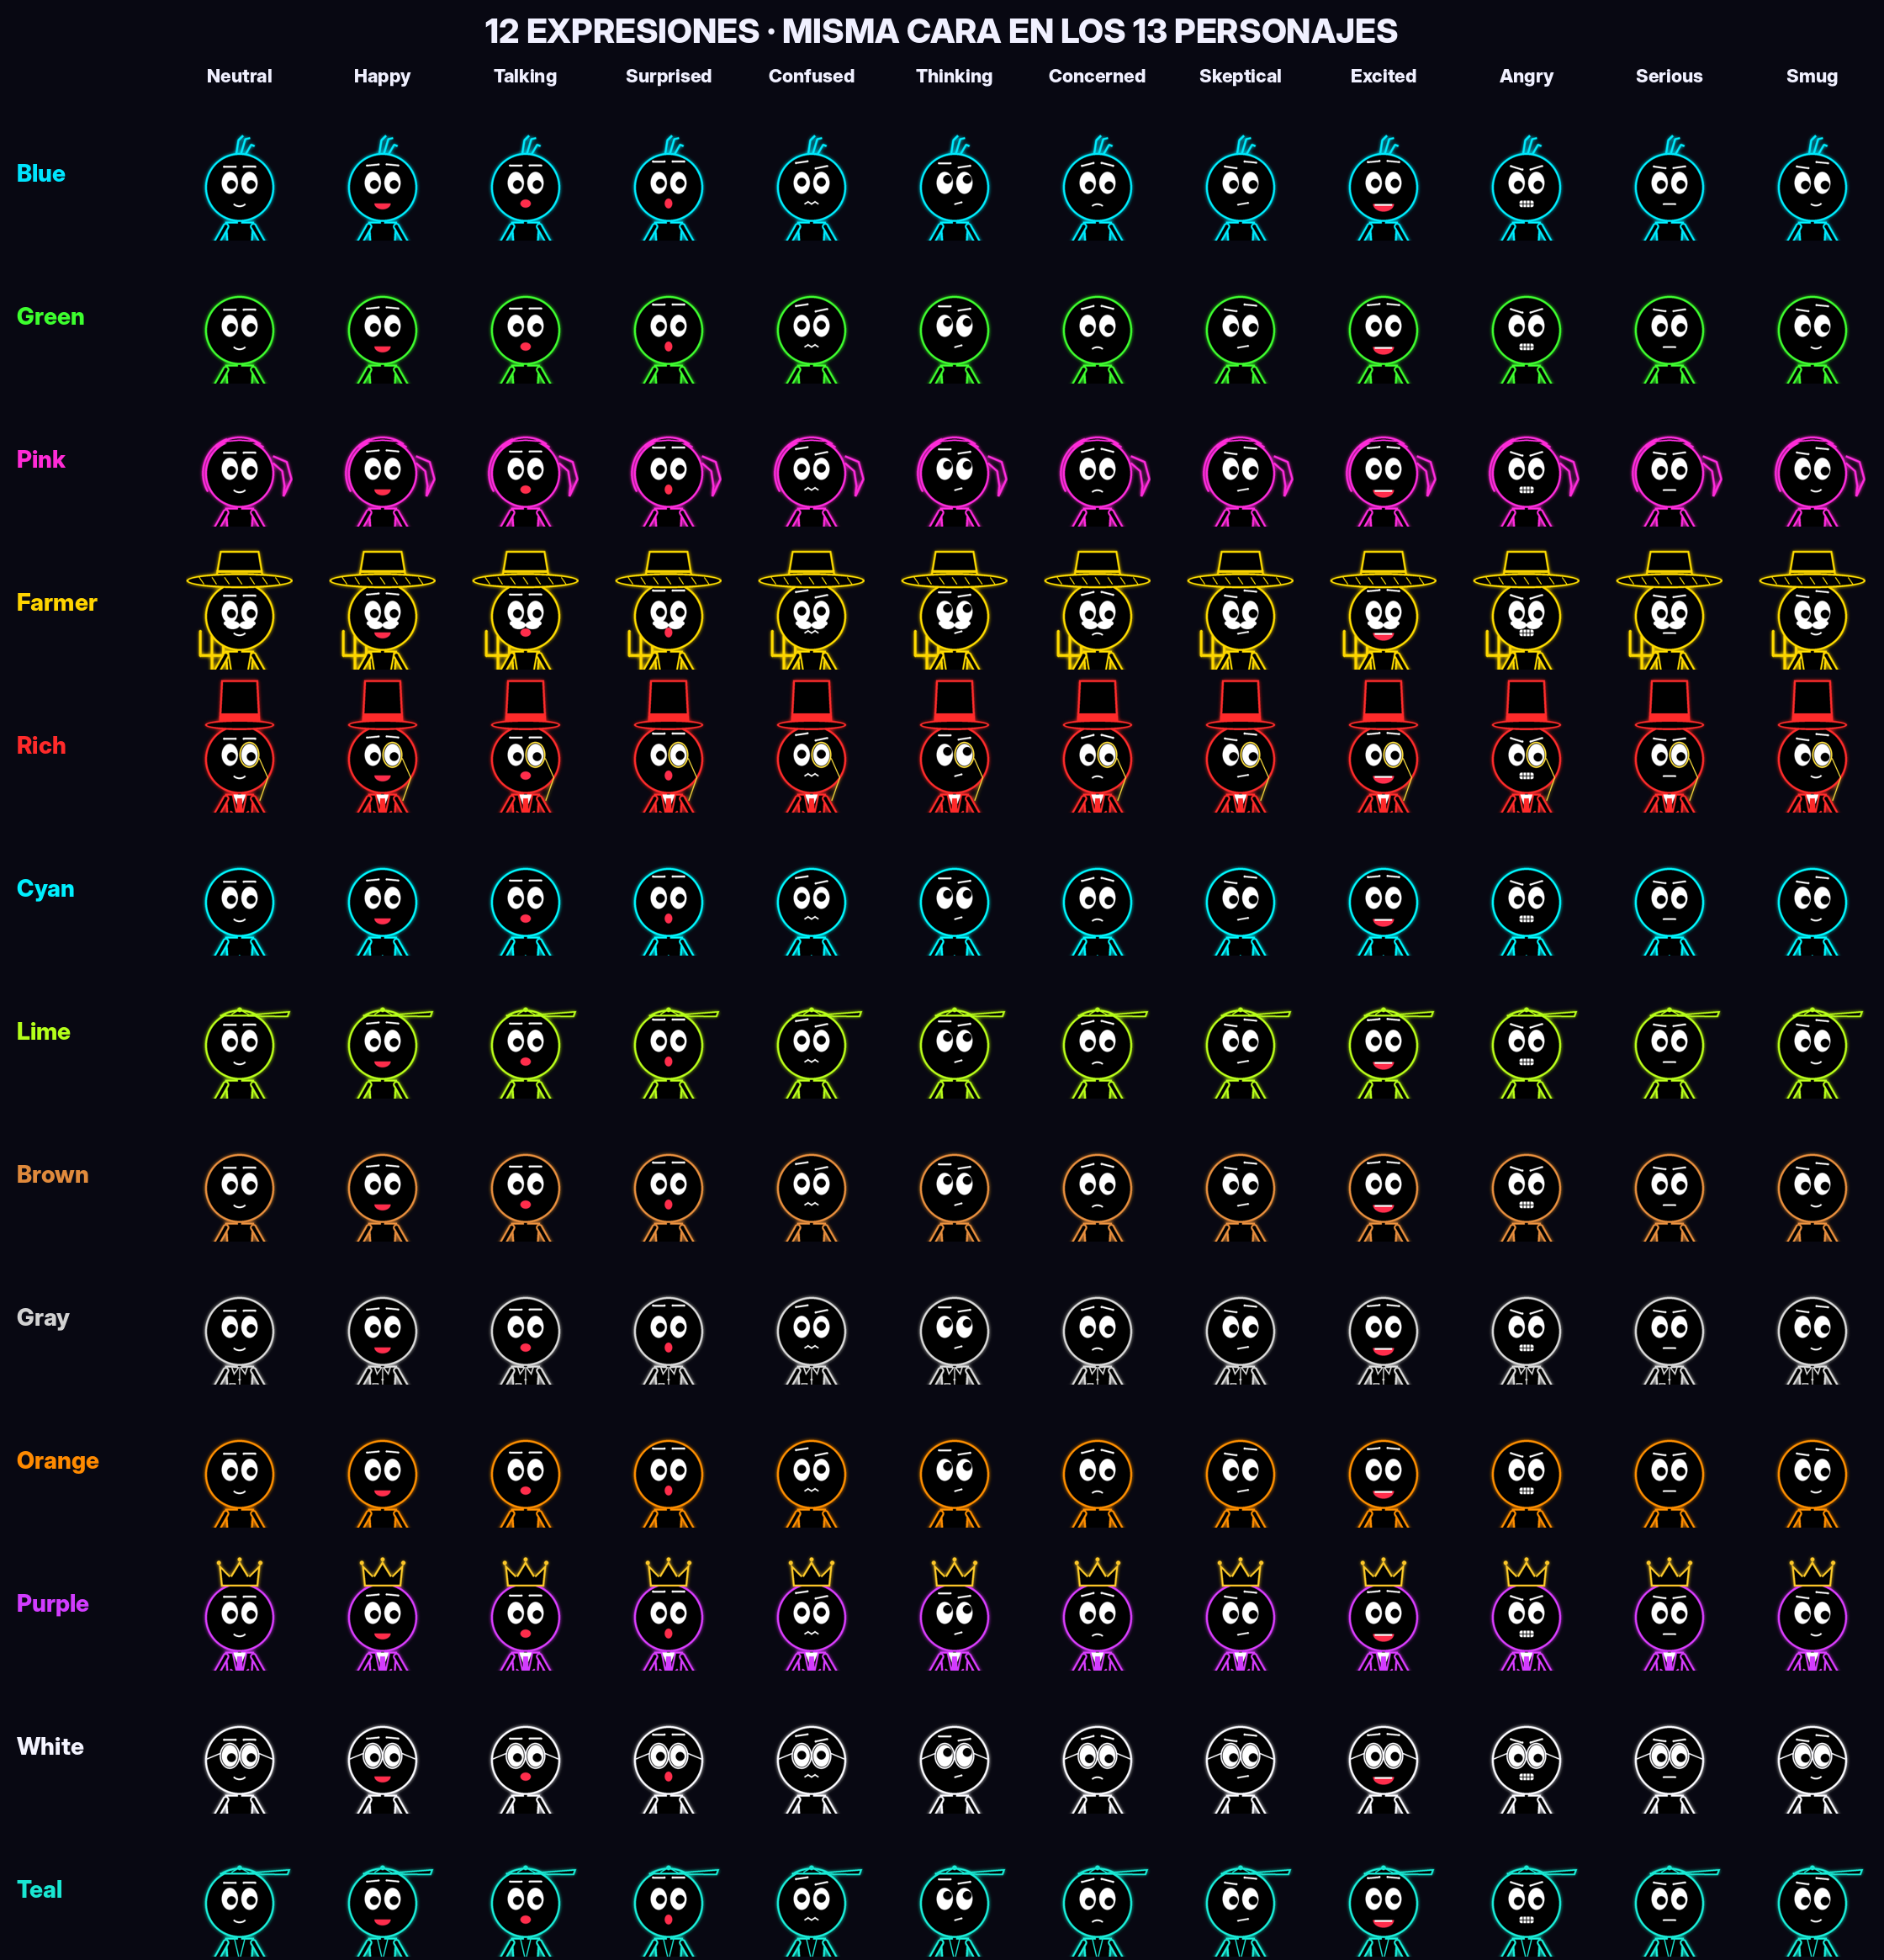 12 EXPRESIONES · MISMA CARA EN LOS 13 PERSONAJES
Neutral Happy Talking Surprised Confused Thinking Concerned Skeptical Excited Angry Serious Smug
Blue
Green
Pink
Farmer
Rich
Cyan
Lime
Brown
Gray
Orange
Purple
White
Teal